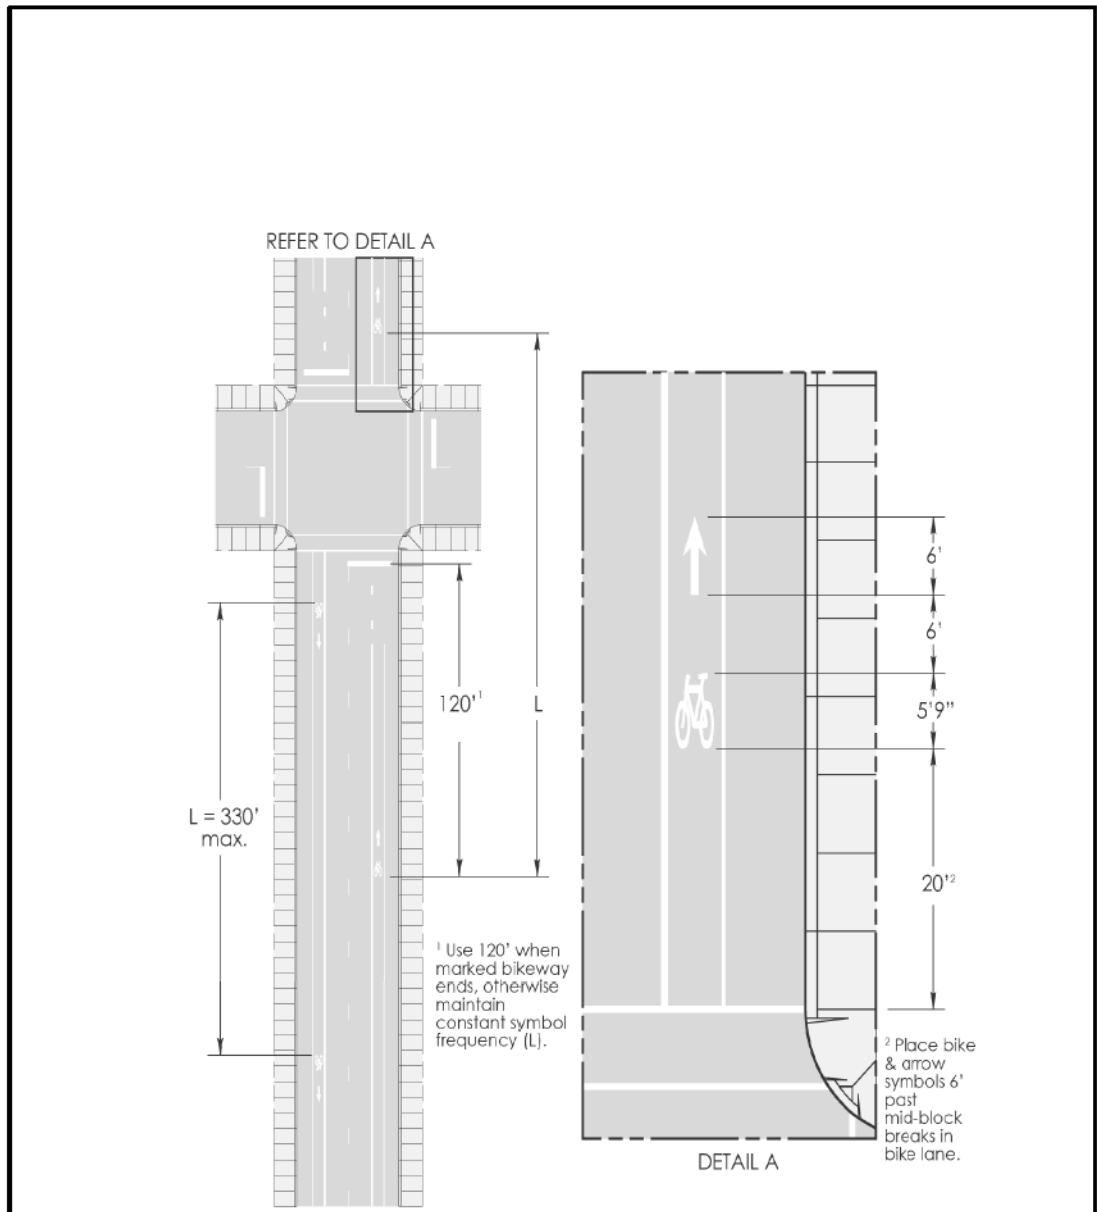 REFER TO DETAIL A
120'¹
L
L = 330'
max.
¹ Use 120' when
marked bikeway
ends, otherwise
maintain
constant symbol
frequency (L).
6'
6'
5'9”
20'²
² Place bike
& arrow
symbols 6'
past
mid-block
breaks in
bike lane.
DETAIL A